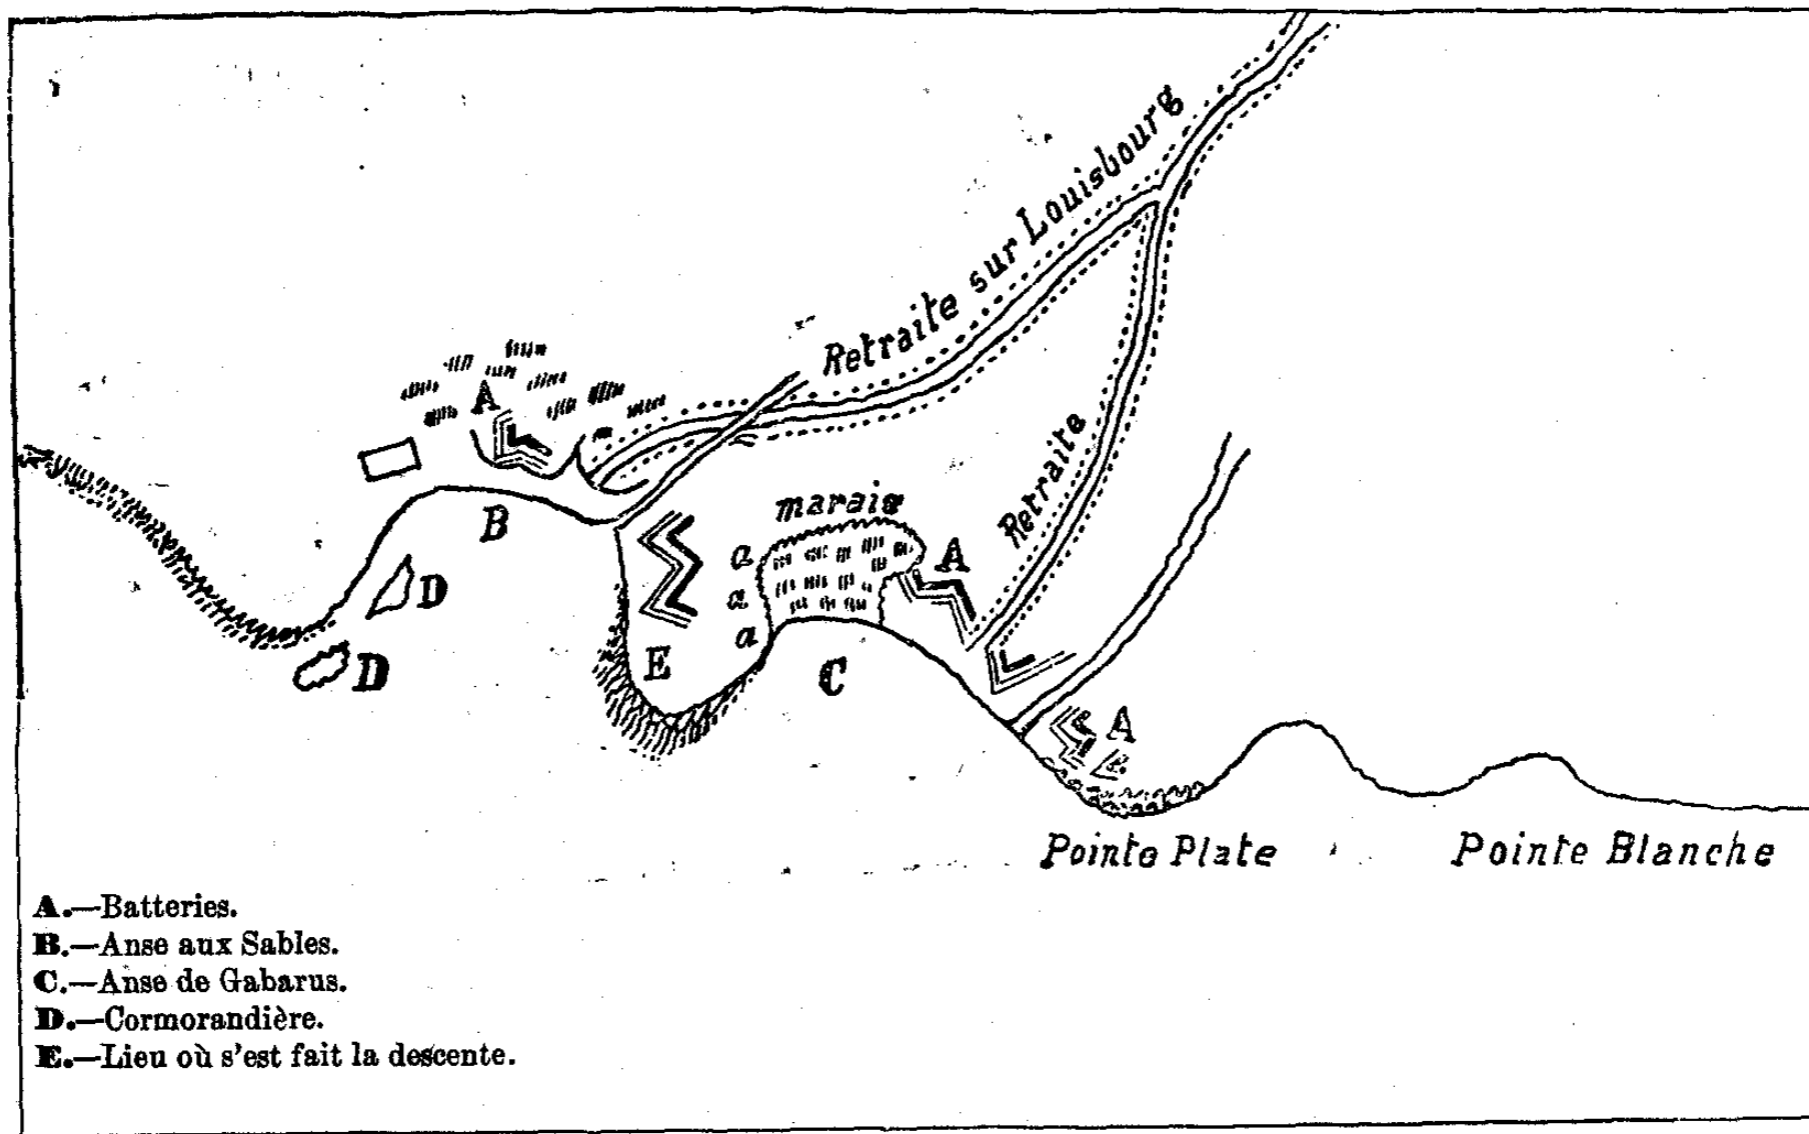 Retraite sur Louisbourg
A
Retraite
marais
B
a
A
D
a
a
E
D
C
A
Pointe Plate
Pointe Blanche
A.—Batteries.
B.—Anse aux Sables.
C.—Anse de Gabarus.
D.—Cormorandière.
E.—Lieu où s'est fait la descente.